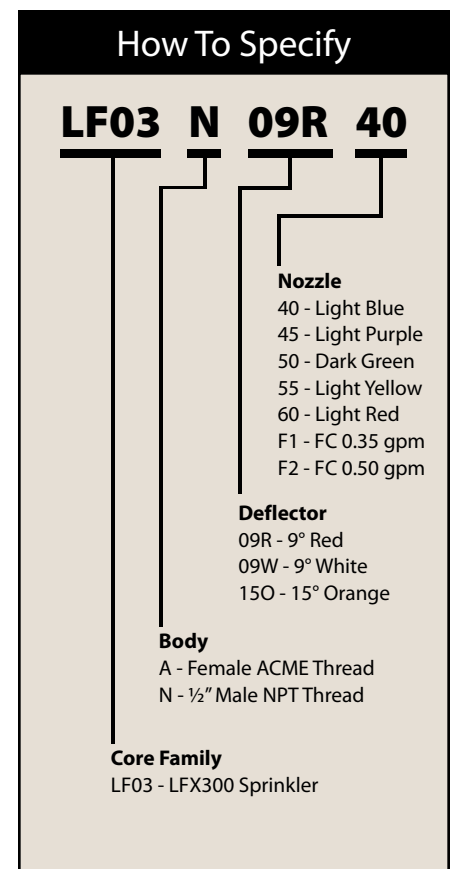 How To Specify
LF03 N 09R 40
Nozzle
40 - Light Blue
45 - Light Purple
50 - Dark Green
55 - Light Yellow
60 - Light Red
F1 - FC 0.35 gpm
F2 - FC 0.50 gpm
Deflector
09R - 9° Red
09W - 9° White
15O - 15° Orange
Body
A - Female ACME Thread
N - ½” Male NPT Thread
Core Family
LF03 - LFX300 Sprinkler